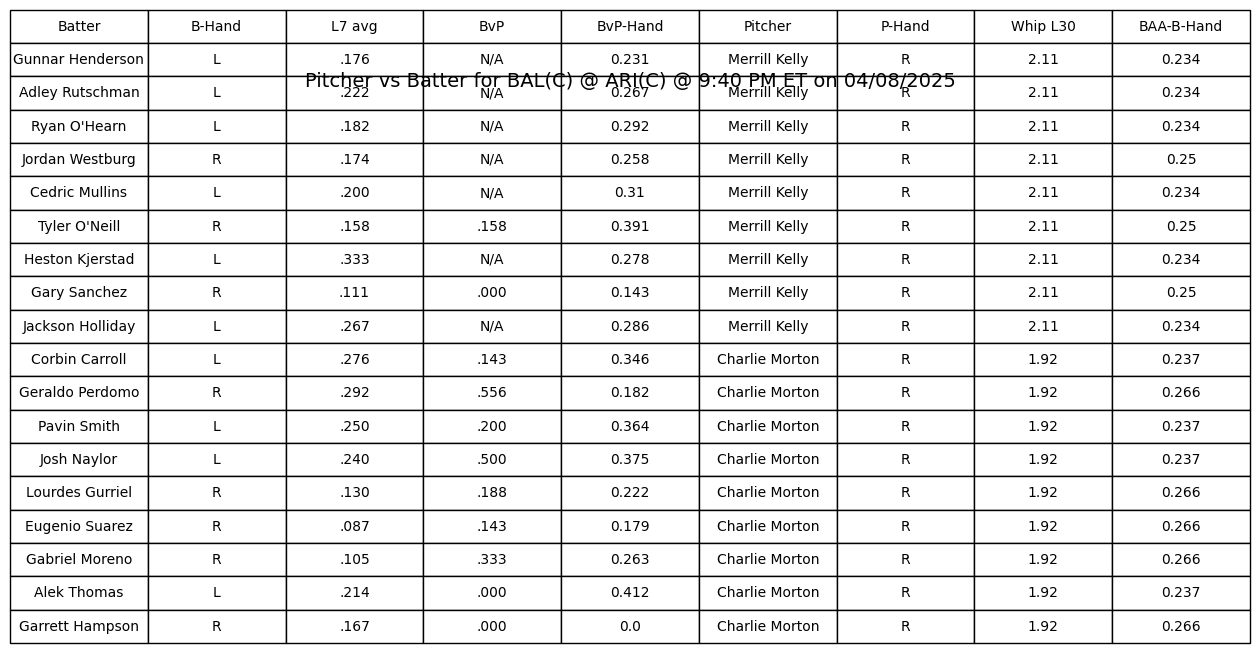 Batter B-Hand L7 avg BvP BvP-Hand Pitcher P-Hand Whip L30 BAA-B-Hand
Gunnar Henderson L .176 N/A 0.231 Merrill Kelly R 2.11 0.234
Pitcher vs Batter for BAL(C) @ ARI(C) @ 9:40 PM ET on 04/08/2025
Adley Rutschman L .222 N/A 0.267 Merrill Kelly R 2.11 0.234
Ryan O'Hearn L .182 N/A 0.292 Merrill Kelly R 2.11 0.234
Jordan Westburg R .174 N/A 0.258 Merrill Kelly R 2.11 0.25
Cedric Mullins L .200 N/A 0.31 Merrill Kelly R 2.11 0.234
Tyler O'Neill R .158 .158 0.391 Merrill Kelly R 2.11 0.25
Heston Kjerstad L .333 N/A 0.278 Merrill Kelly R 2.11 0.234
Gary Sanchez R .111 .000 0.143 Merrill Kelly R 2.11 0.25
Jackson Holliday L .267 N/A 0.286 Merrill Kelly R 2.11 0.234
Corbin Carroll L .276 .143 0.346 Charlie Morton R 1.92 0.237
Geraldo Perdomo R .292 .556 0.182 Charlie Morton R 1.92 0.266
Pavin Smith L .250 .200 0.364 Charlie Morton R 1.92 0.237
Josh Naylor L .240 .500 0.375 Charlie Morton R 1.92 0.237
Lourdes Gurriel R .130 .188 0.222 Charlie Morton R 1.92 0.266
Eugenio Suarez R .087 .143 0.179 Charlie Morton R 1.92 0.266
Gabriel Moreno R .105 .333 0.263 Charlie Morton R 1.92 0.266
Alek Thomas L .214 .000 0.412 Charlie Morton R 1.92 0.237
Garrett Hampson R .167 .000 0.0 Charlie Morton R 1.92 0.266